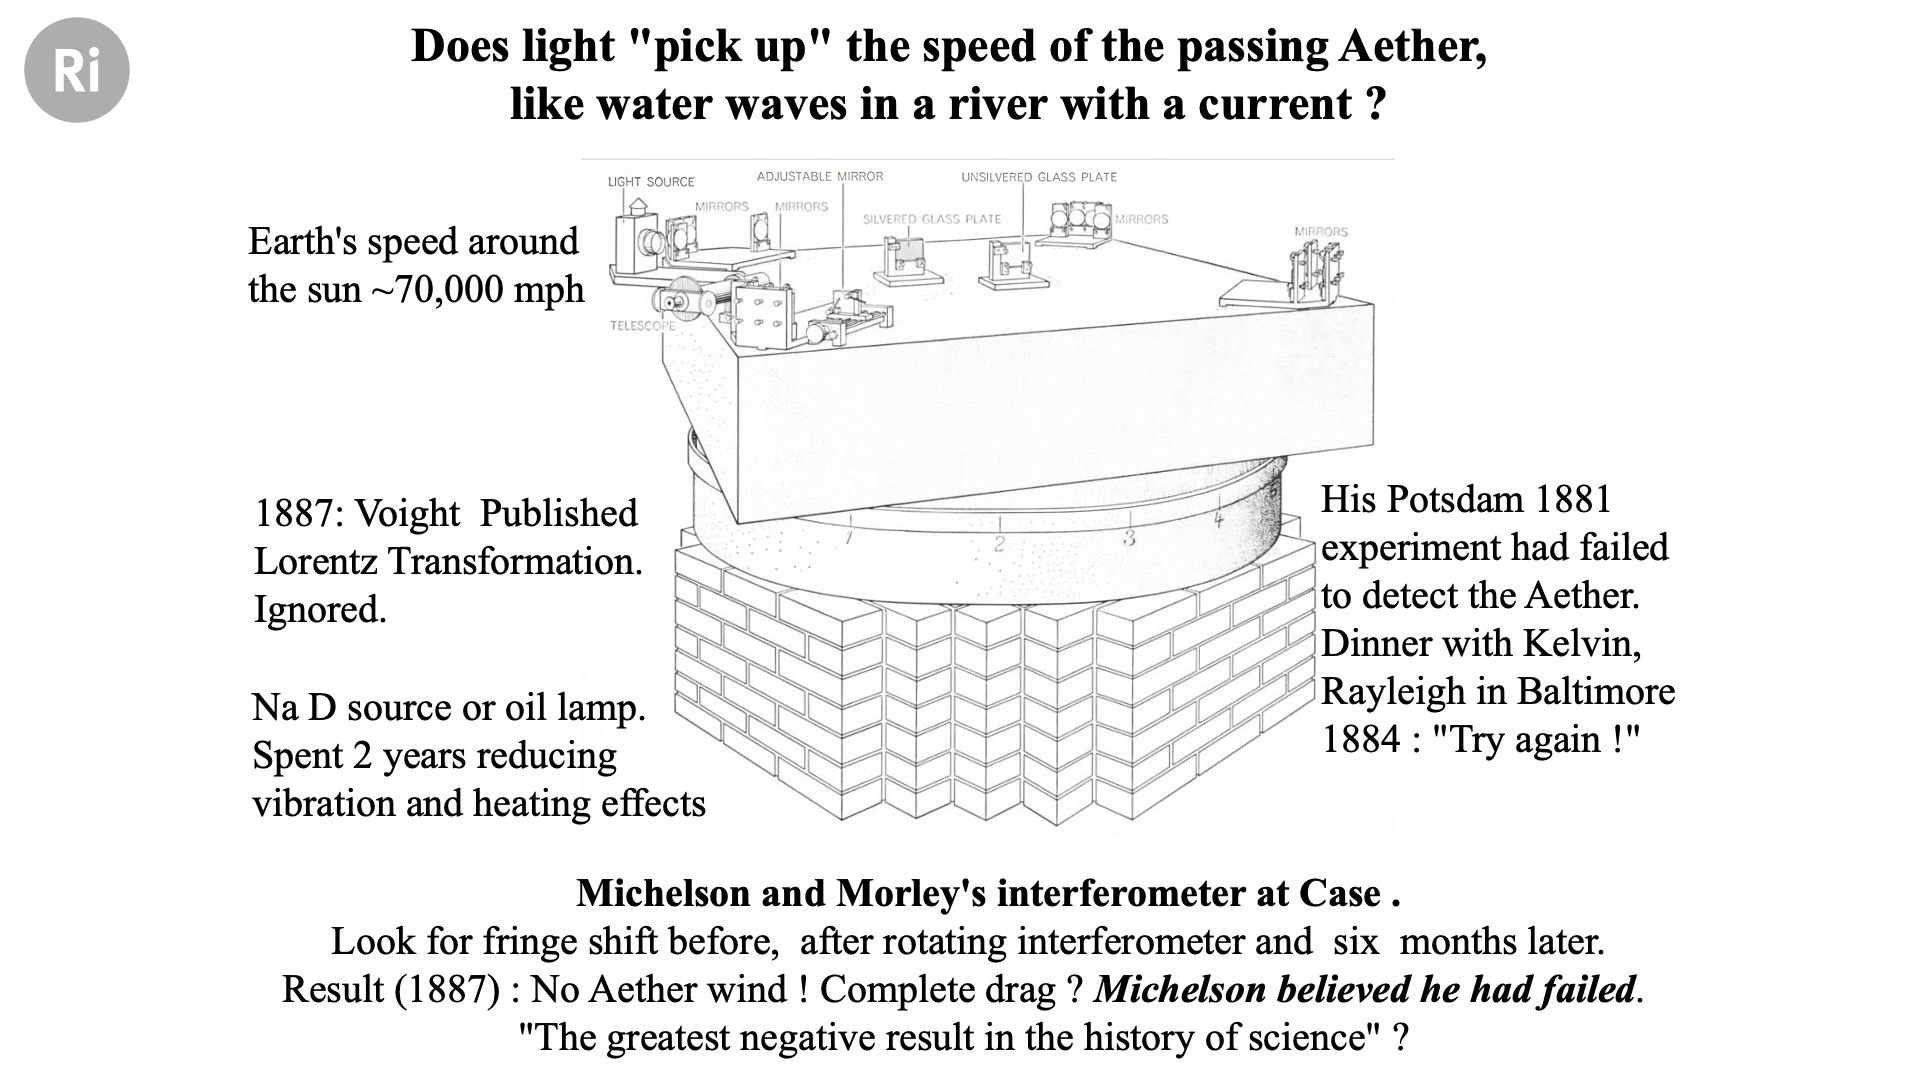 Ri
Does light "pick up" the speed of the passing Aether,
like water waves in a river with a current ?
LIGHT SOURCE
ADJUSTABLE MIRROR
UNSILVERED GLASS PLATE
MIRRORS
MIRRORS
SILVERED GLASS PLATE
MIRRORS
MIRRORS
TELESCOPE
Earth's speed around
the sun ~70,000 mph
1887: Voight Published
Lorentz Transformation.
Ignored.
Na D source or oil lamp.
Spent 2 years reducing
vibration and heating effects
1
2
3
4
His Potsdam 1881
experiment had failed
to detect the Aether.
Dinner with Kelvin,
Rayleigh in Baltimore
1884 : "Try again !"
Michelson and Morley's interferometer at Case .
Look for fringe shift before, after rotating interferometer and six months later.
Result (1887) : No Aether wind ! Complete drag ? Michelson believed he had failed.
"The greatest negative result in the history of science" ?